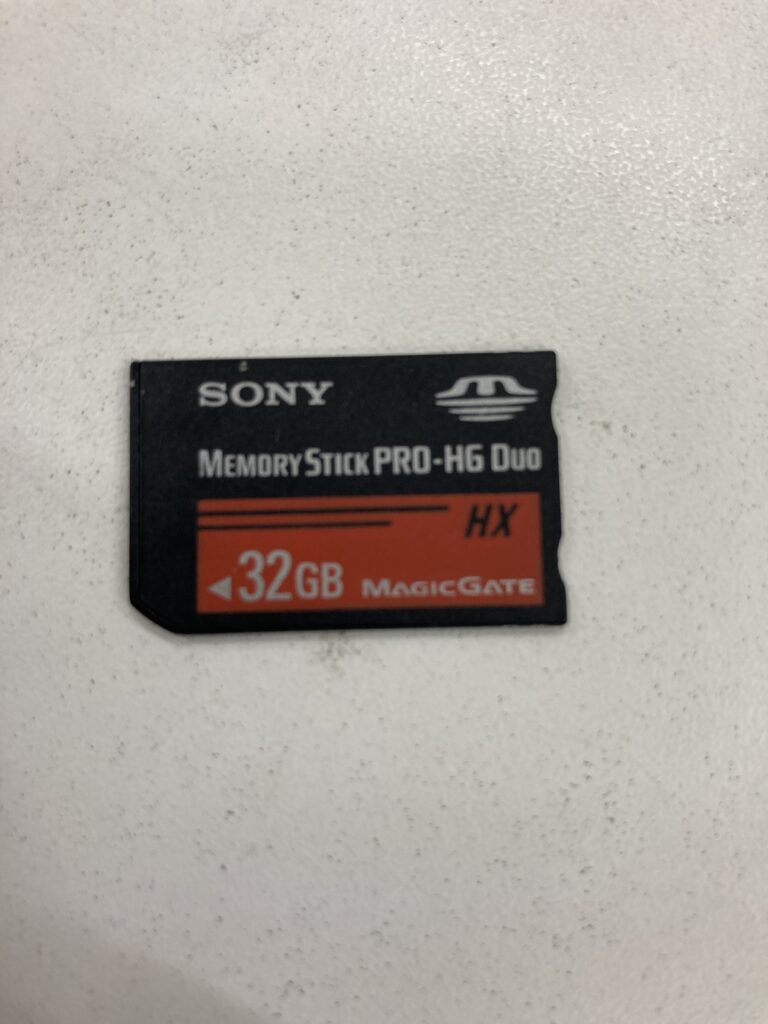 SONY
MEMORY STICK PRO-HG DUO
HX
32GB MAGICGATE